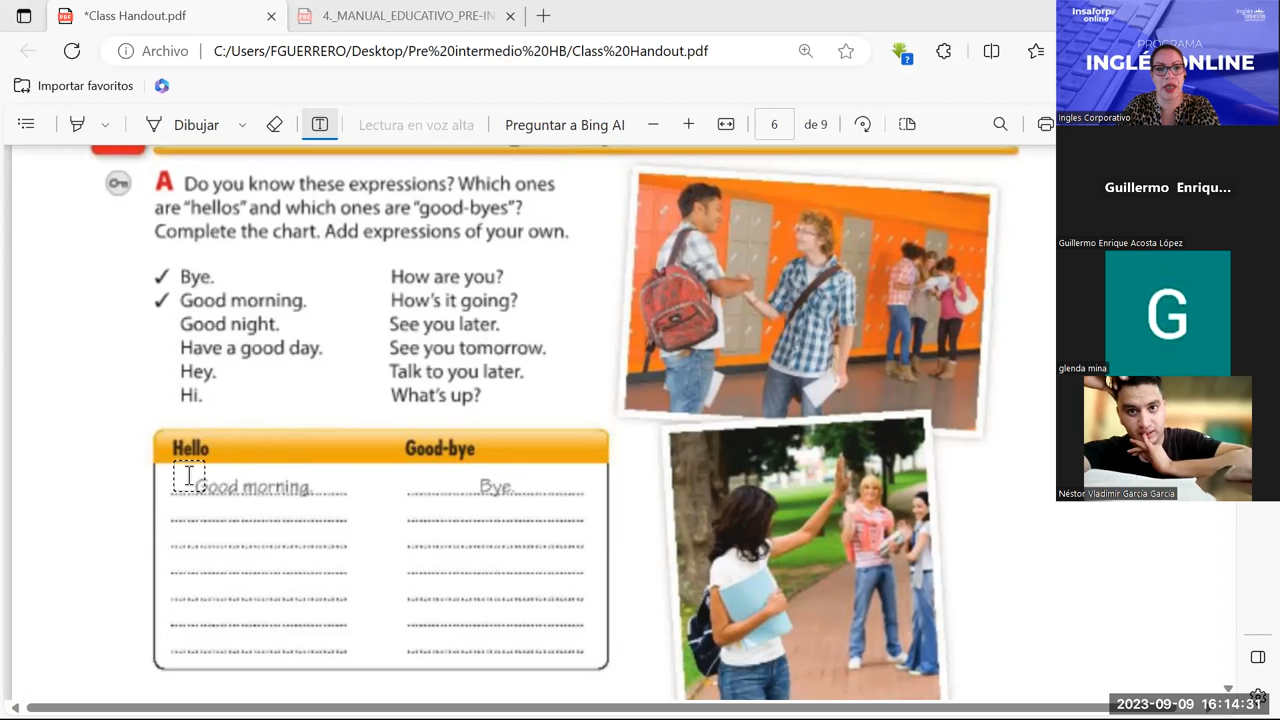 *Class Handout.pdf
4._MANUAL EDUCATIVO_PRE-IN
Archivo
C:/Users/FGUERRERO/Desktop/Pre%20intermedio%20HB/Class%20Handout.pdf
Importar favoritos
Dibujar
Lectura en voz alta
Preguntar a Bing AI
6
de 9
A Do you know these expressions? Which ones
are "hellos" and which ones are "good-byes"?
Complete the chart. Add expressions of your own.
✓ Bye.
✓ Good morning.
Good night.
Have a good day.
Hey.
Hi.
How are you?
How's it going?
See you later.
See you tomorrow.
Talk to you later.
What's up?
Hello
Good-bye
Good morning.
Bye.
Insaforp
online
Inglés
Corporativo
PROGRAMA
INGLÉS ONLINE
Ingles Corporativo
Guillermo Enriqu...
Guillermo Enrique Acosta López
G
glenda mina
Néstor Vladimir García García
2023-09-09 16:14:31